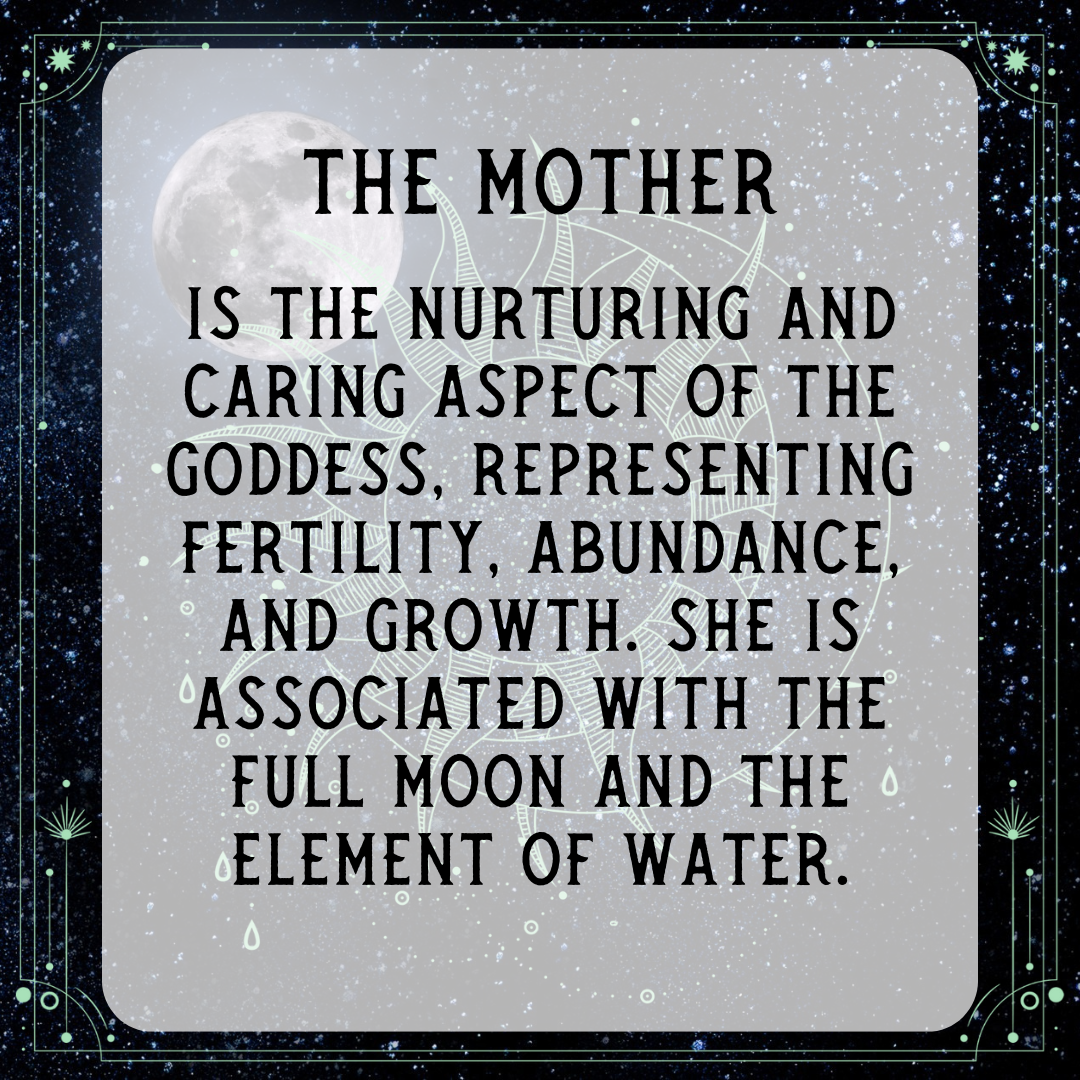 THE MOTHER
IS THE NURTURING AND
CARING ASPECT OF THE
GODDESS, REPRESENTING
FERTILITY, ABUNDANCE,
AND GROWTH. SHE IS
ASSOCIATED WITH THE
FULL MOON AND THE
ELEMENT OF WATER.